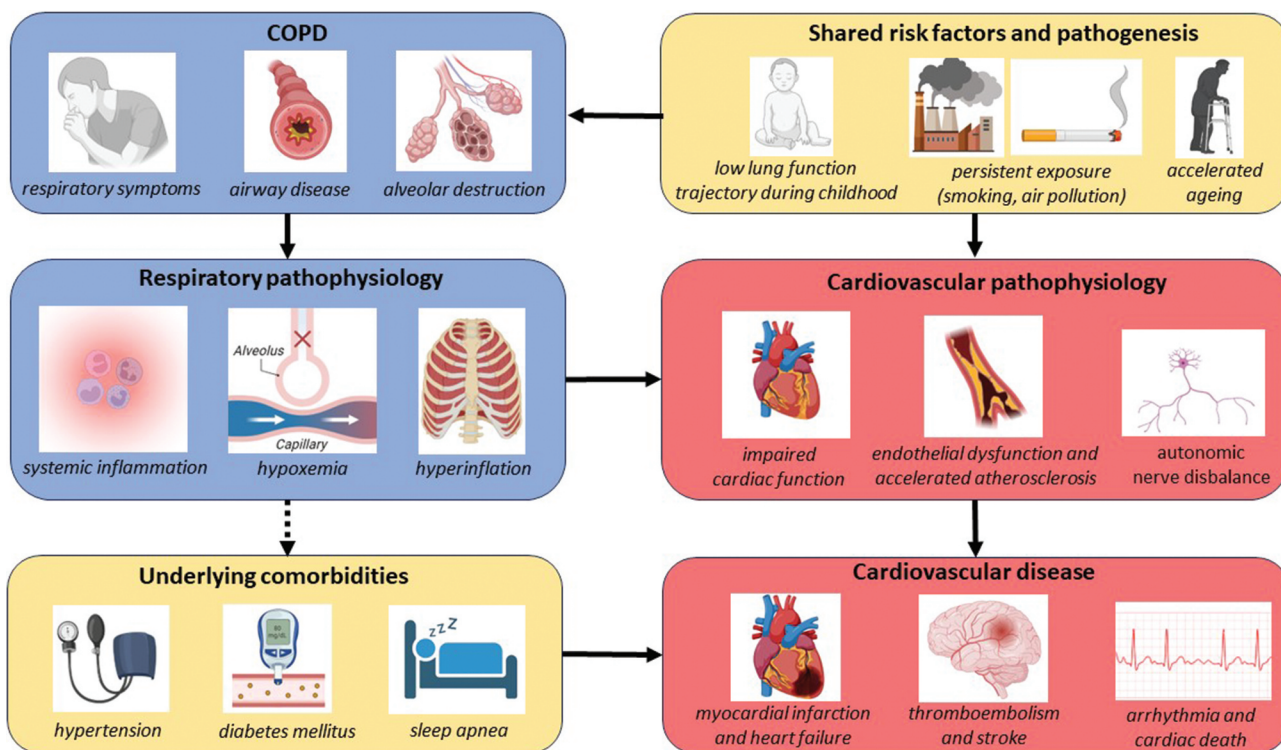 COPD
respiratory symptoms
airway disease
alveolar destruction
Shared risk factors and pathogenesis
low lung function
trajectory during childhood
persistent exposure
(smoking, air pollution)
accelerated
ageing
Respiratory pathophysiology
Alveolus
Capillary
systemic inflammation
hypoxemia
hyperinflation
Cardiovascular pathophysiology
impaired
cardiac function
endothelial dysfunction and
accelerated atherosclerosis
autonomic
nerve disbalance
Underlying comorbidities
80
mg/dL
z z z
hypertension
diabetes mellitus
sleep apnea
Cardiovascular disease
myocardial infarction
and heart failure
thromboembolism
and stroke
arrhythmia and
cardiac death